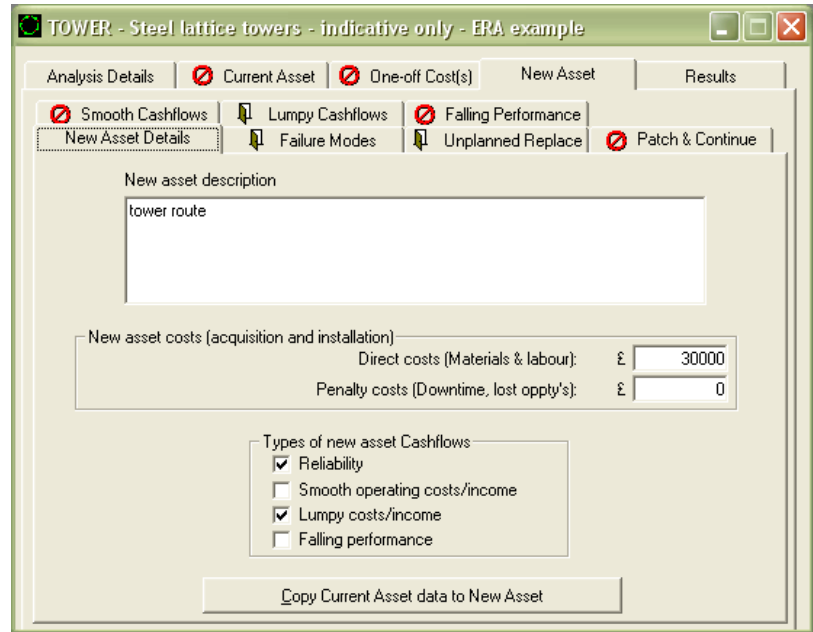 TOWER - Steel lattice towers - indicative only - ERA example
Analysis Details Current Asset One-off Cost(s) New Asset Results
Smooth Cashflows Lumpy Cashflows Falling Performance
New Asset Details Failure Modes Unplanned Replace Patch & Continue
New asset description
tower route
New asset costs (acquisition and installation)
Direct costs (Materials & labour): £ 30000
Penalty costs (Downtime, lost oppty's): £ 0
Types of new asset Cashflows
Reliability
Smooth operating costs/income
Lumpy costs/income
Falling performance
Copy Current Asset data to New Asset